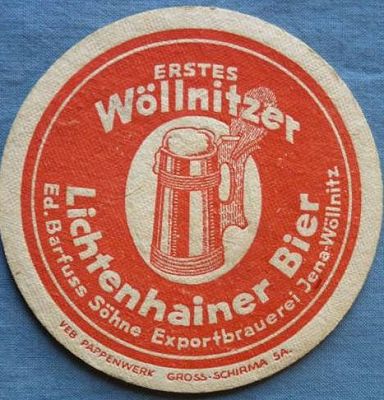 ERSTES
Wöllnitzer
Lichtenhainer Bier
Ed. Barfuss Söhne Exportbrauerei Jena-Wöllnitz
VEB PAPPENWERK GROSS-SCHIRMA SA.